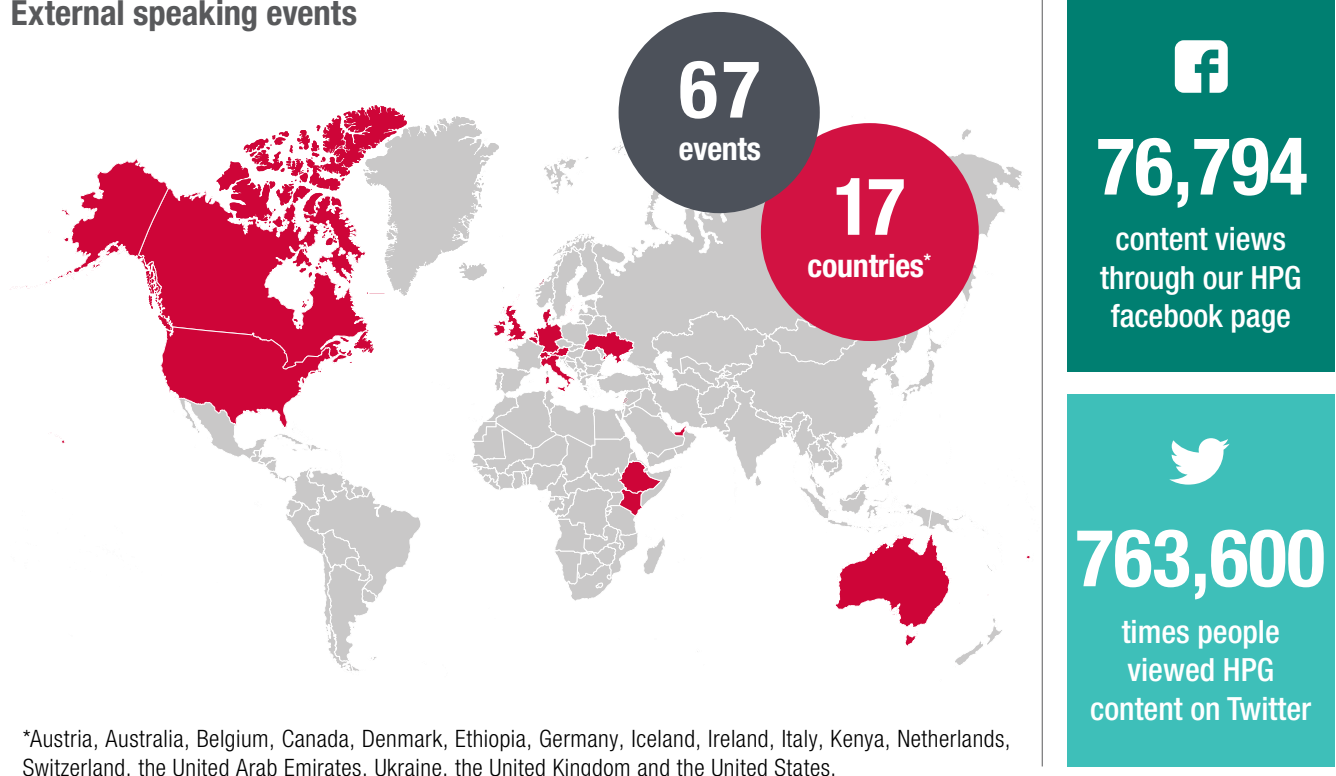 External speaking events
67
events
17
countries*
*Austria, Australia, Belgium, Canada, Denmark, Ethiopia, Germany, Iceland, Ireland, Italy, Kenya, Netherlands,
Switzerland, the United Arab Emirates, Ukraine, the United Kingdom and the United States.
76,794
content views
through our HPG
facebook page
763,600
times people
viewed HPG
content on Twitter